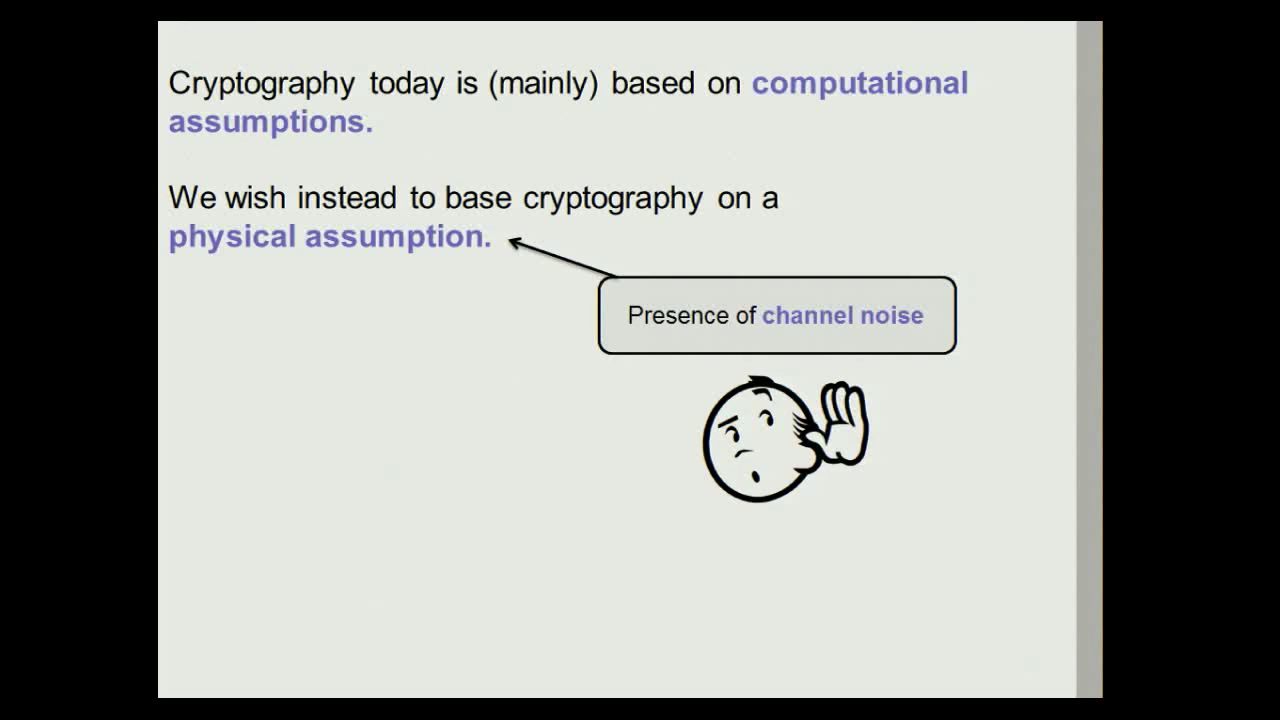 Cryptography today is (mainly) based on computational
assumptions.
We wish instead to base cryptography on a
physical assumption.
Presence of channel noise